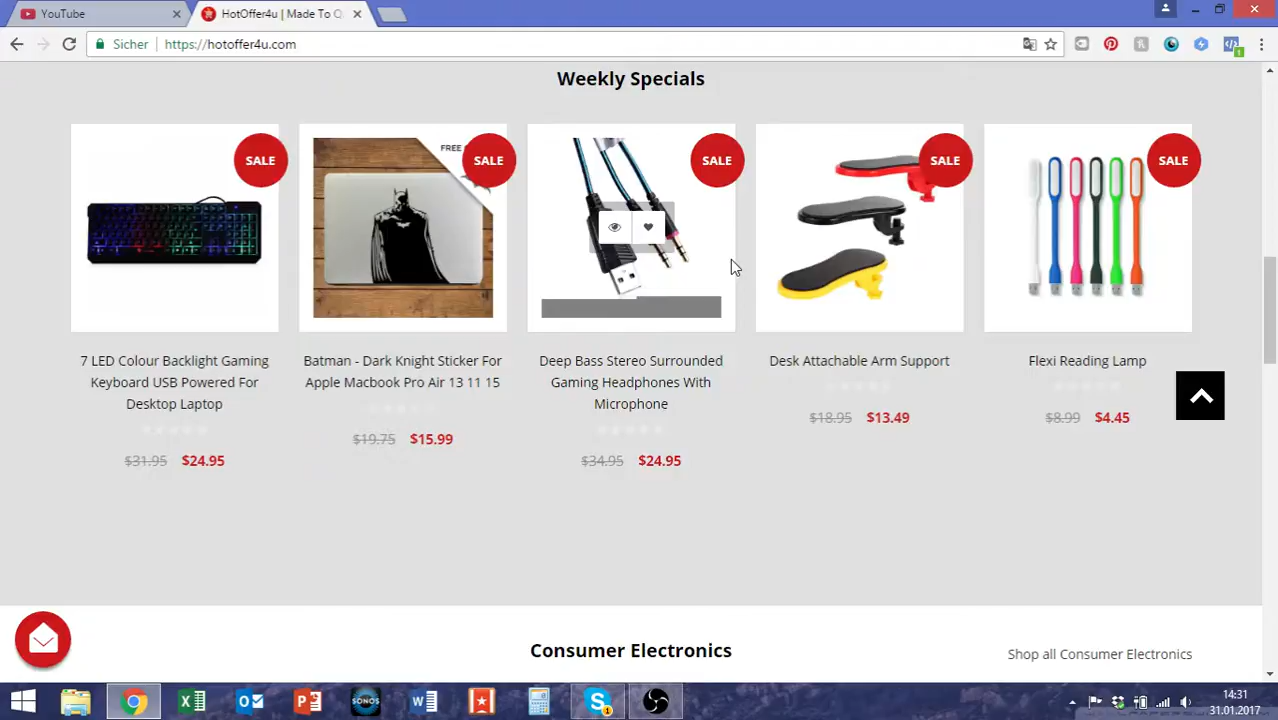 YouTube
HotOffer4u | Made To O
Sicher
https://hotoffer4u.com
1
Weekly Specials
SALE
FREE
SALE
SALE
SALE
SALE
7 LED Colour Backlight Gaming
Keyboard USB Powered For
Desktop Laptop
$31.95 $24.95
Batman - Dark Knight Sticker For
Apple Macbook Pro Air 13 11 15
$19.75 $15.99
Deep Bass Stereo Surrounded
Gaming Headphones With
Microphone
$34.95 $24.95
Desk Attachable Arm Support
$18.95 $13.49
Flexi Reading Lamp
$8.99 $4.45
Consumer Electronics
Shop all Consumer Electronics
SONOS
14:31
31.01.2017